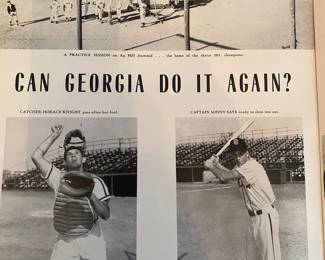 A PRACTICE SESSION on Ag Hill diamond . . . the home of the thrice SEC champions.
CAN GEORGIA DO IT AGAIN?
CATCHER HORACE KNIGHT goes after hot foul.
CAPTAIN SONNY SAYE ready to slam one out.